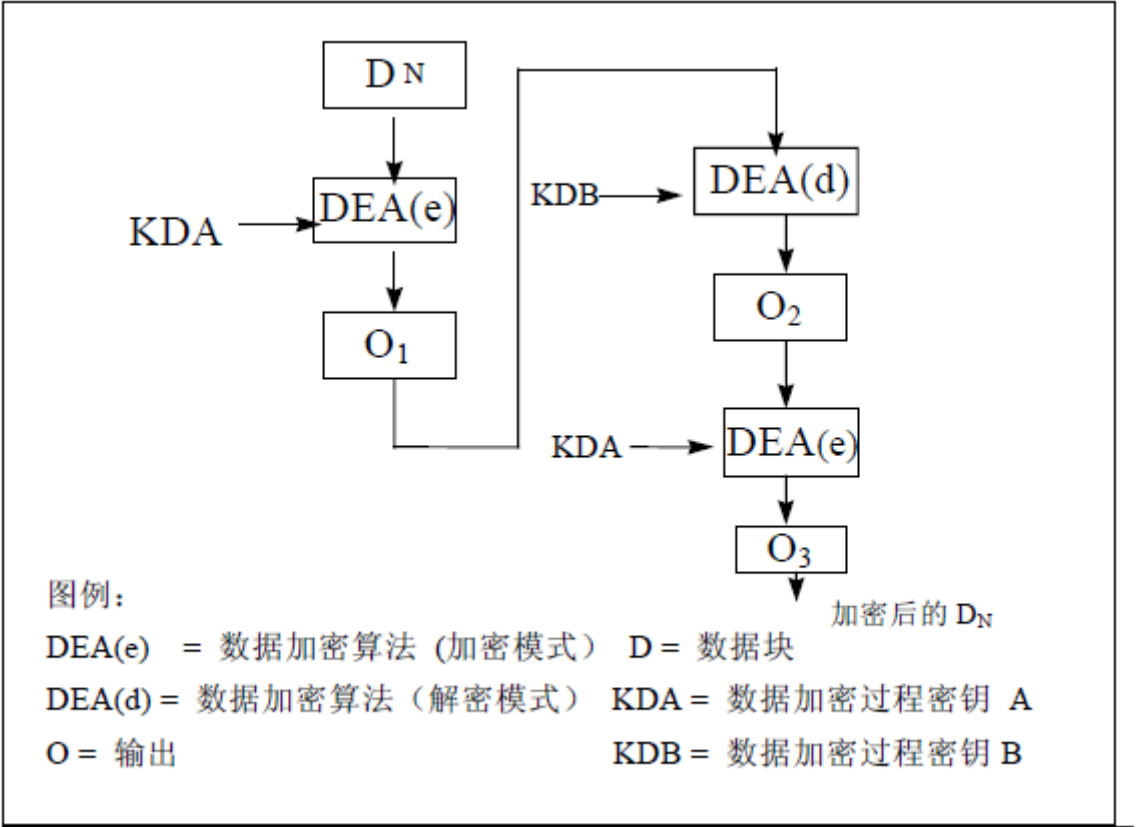 D N
DEA(e)
KDA
O₁
DEA(d)
KDB
O₂
DEA(e)
KDA
O₃
加密后的 D_N
图例：
DEA(e) = 数据加密算法 (加密模式） D = 数据块
DEA(d) = 数据加密算法（解密模式） KDA = 数据加密过程密钥 A
O = 输出 KDB = 数据加密过程密钥 B